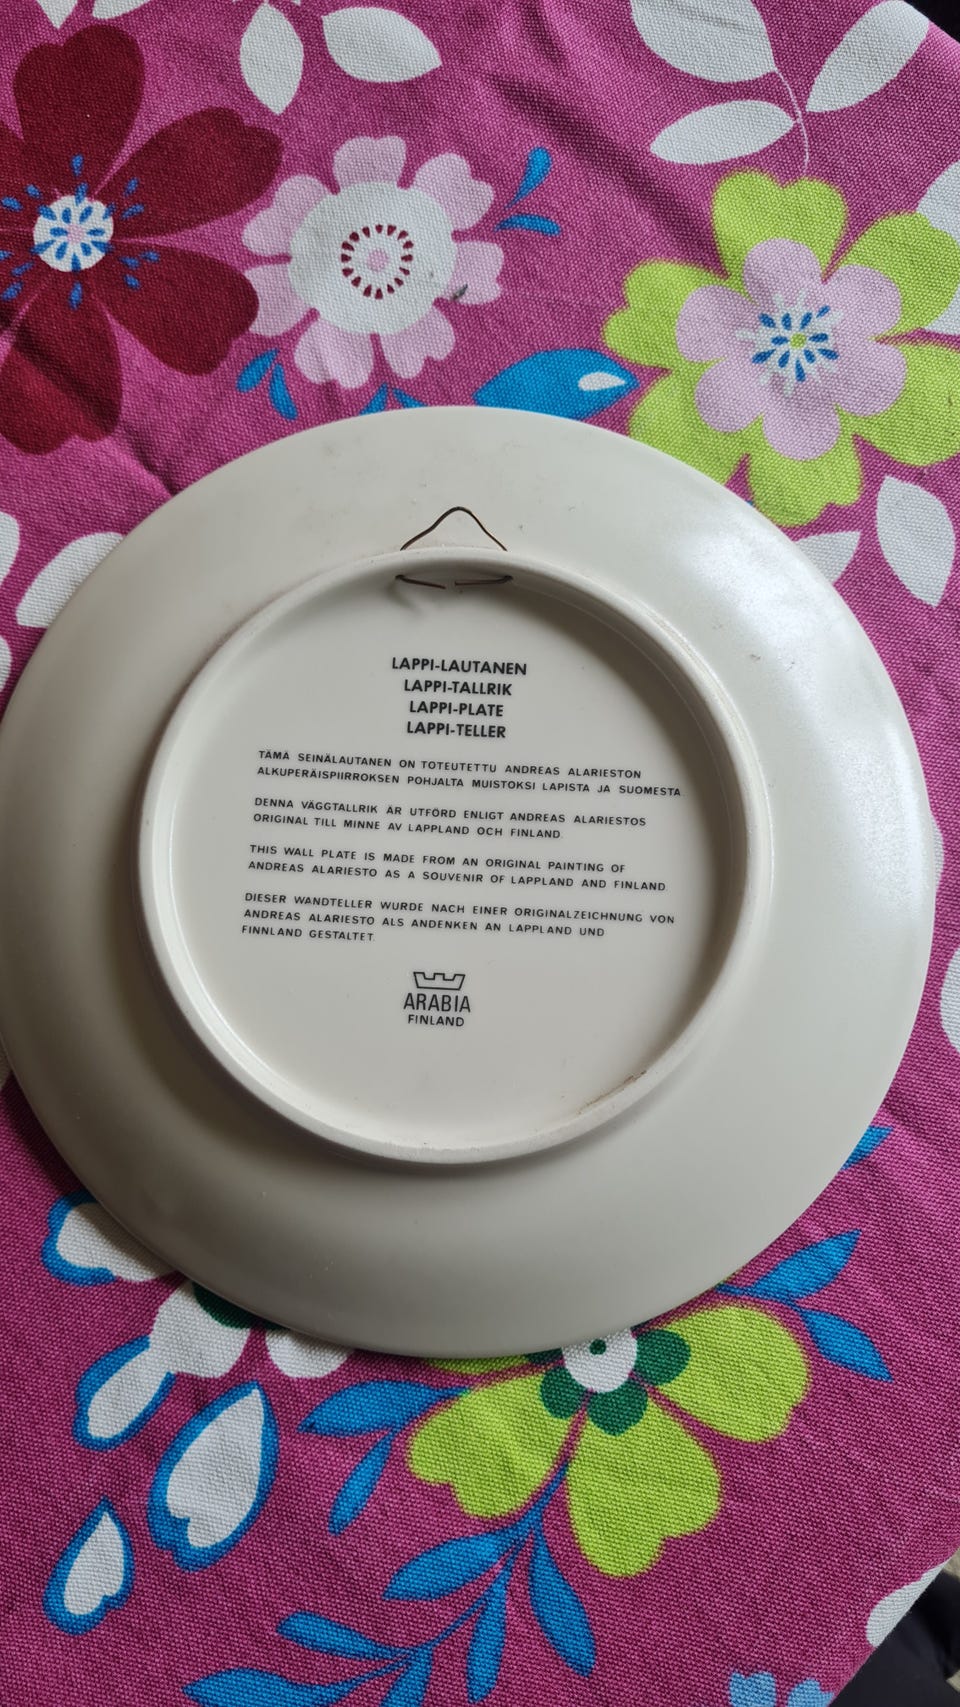 LAPPI-LAUTANEN
LAPPI-TALLRIK
LAPPI-PLATE
LAPPI-TELLER
TÄMÄ SEINÄLAUTANEN ON TOTEUTETTU ANDREAS ALARIESTON
ALKUPERÄISPIIRROKSEN POHJALTA MUISTOKSI LAPISTA JA SUOMESTA.
DENNA VÄGGTALLRIK ÄR UTFÖRD ENLIGT ANDREAS ALARIESTOS
ORIGINAL TILL MINNE AV LAPPLAND OCH FINLAND.
THIS WALL PLATE IS MADE FROM AN ORIGINAL PAINTING OF
ANDREAS ALARIESTO AS A SOUVENIR OF LAPPLAND AND FINLAND.
DIESER WANDTELLER WURDE NACH EINER ORIGINALZEICHNUNG VON
ANDREAS ALARIESTO ALS ANDENKEN AN LAPPLAND UND
FINNLAND GESTALTET.
ARABIA
FINLAND